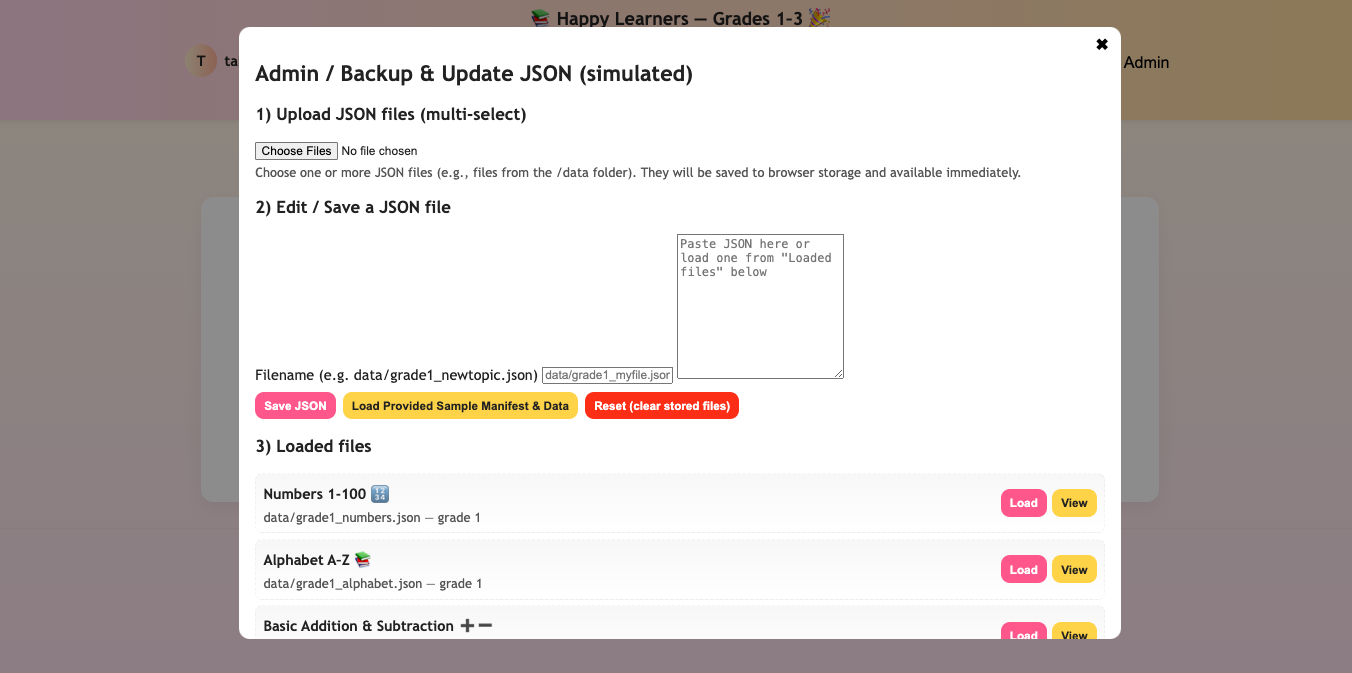 📚 Happy Learners — Grades 1–3 🎉
T ta
Admin
✖
Admin / Backup & Update JSON (simulated)
1) Upload JSON files (multi-select)
Choose Files No file chosen
Choose one or more JSON files (e.g., files from the /data folder). They will be saved to browser storage and available immediately.
2) Edit / Save a JSON file
Paste JSON here or
load one from "Loaded
files" below
Filename (e.g. data/grade1_newtopic.json) data/grade1_myfile.jsor
Save JSON Load Provided Sample Manifest & Data Reset (clear stored files)
3) Loaded files
Numbers 1-100 🔢
data/grade1_numbers.json — grade 1
Load View
Alphabet A-Z 📚
data/grade1_alphabet.json — grade 1
Load View
Basic Addition & Subtraction ➕➖
Load View